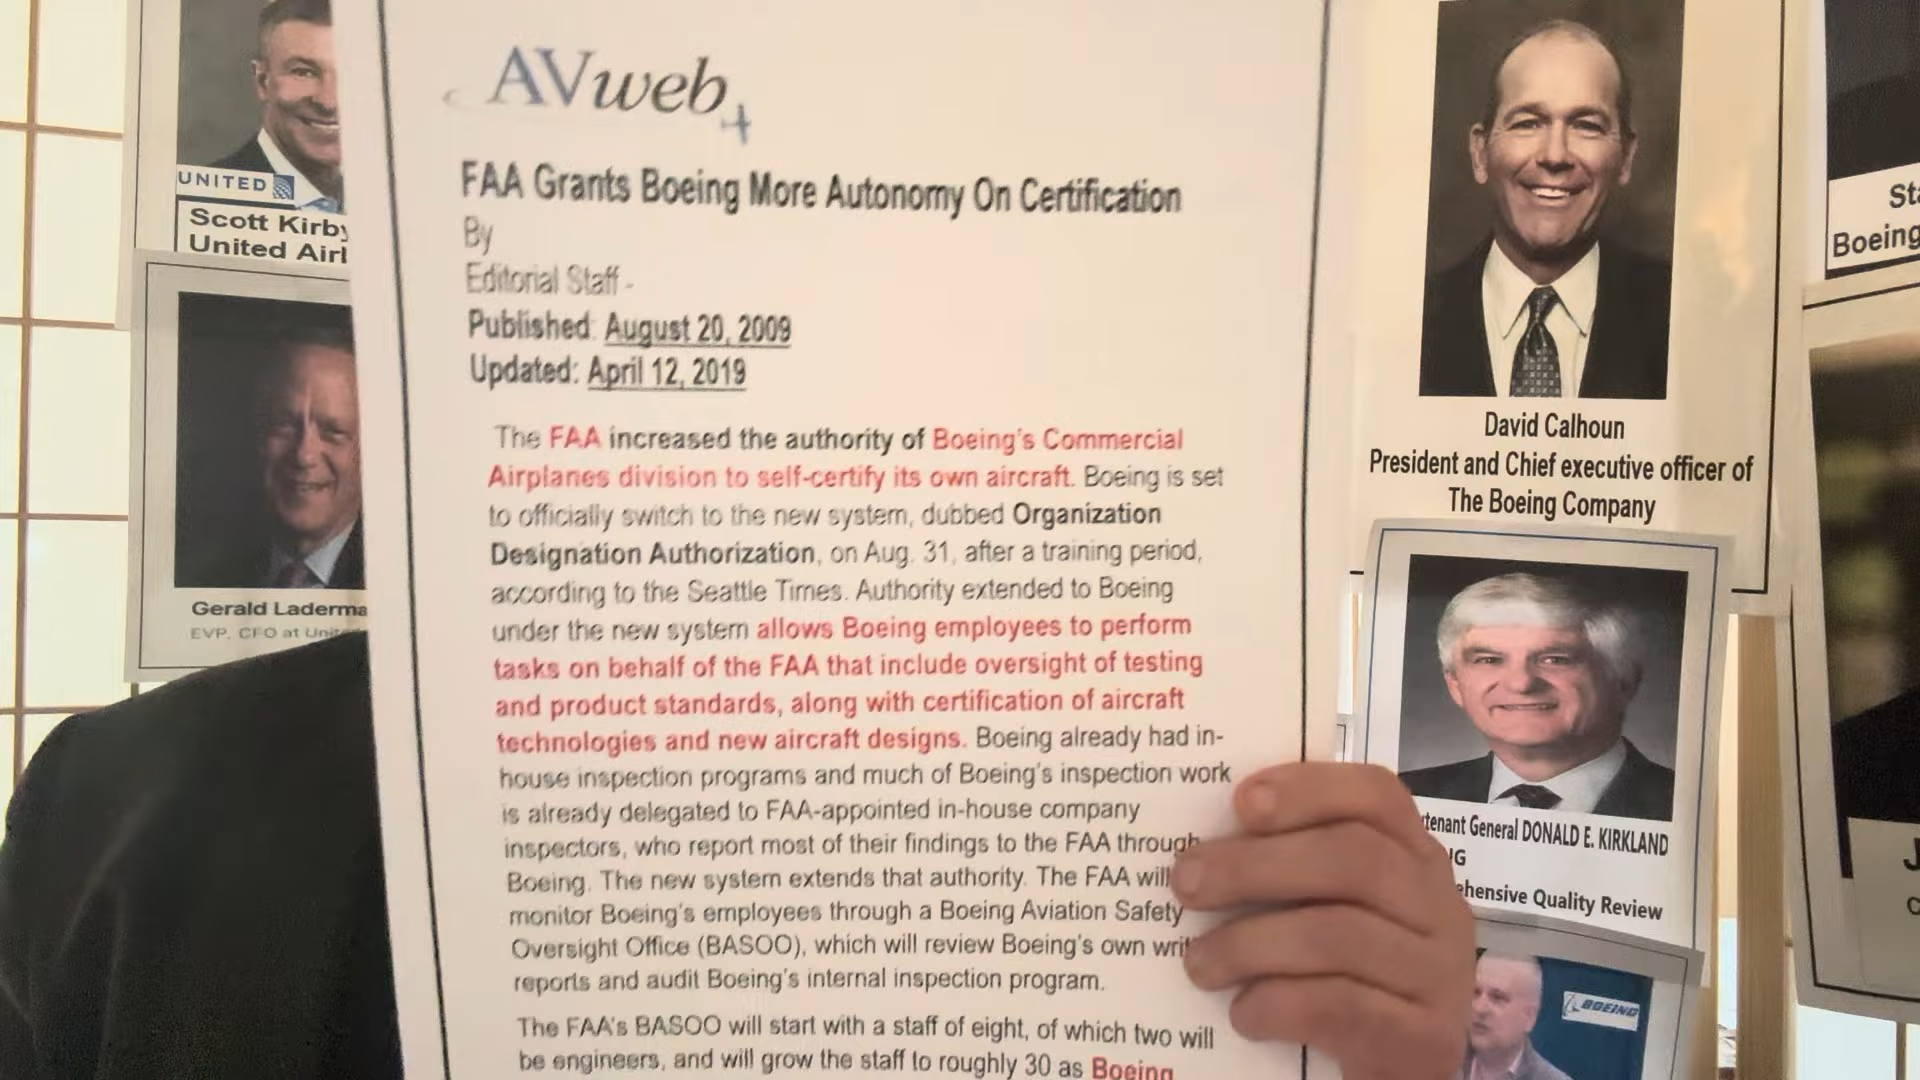 AVweb
FAA Grants Boeing More Autonomy On Certification
By
Editorial Staff -
Published: August 20, 2009
Updated: April 12, 2019
The FAA increased the authority of Boeing's Commercial
Airplanes division to self-certify its own aircraft. Boeing is set
to officially switch to the new system, dubbed Organization
Designation Authorization, on Aug. 31, after a training period,
according to the Seattle Times. Authority extended to Boeing
under the new system allows Boeing employees to perform
tasks on behalf of the FAA that include oversight of testing
and product standards, along with certification of aircraft
technologies and new aircraft designs. Boeing already had in-
house inspection programs and much of Boeing's inspection work
is already delegated to FAA-appointed in-house company
inspectors, who report most of their findings to the FAA through
Boeing. The new system extends that authority. The FAA will
monitor Boeing's employees through a Boeing Aviation Safety
Oversight Office (BASOO), which will review Boeing's own
reports and audit Boeing's internal inspection program.
The FAA's BASOO will start with a staff of eight, of which two will
be engineers, and will grow the staff to roughly 30 as Boeing
UNITED
Scott Kirby
United
Gerald
EVP, CFO at
David Calhoun
President and Chief executive officer of
The Boeing Company
General DONALD E. KIRKLAND
Quality Review
BOEING
Boeing